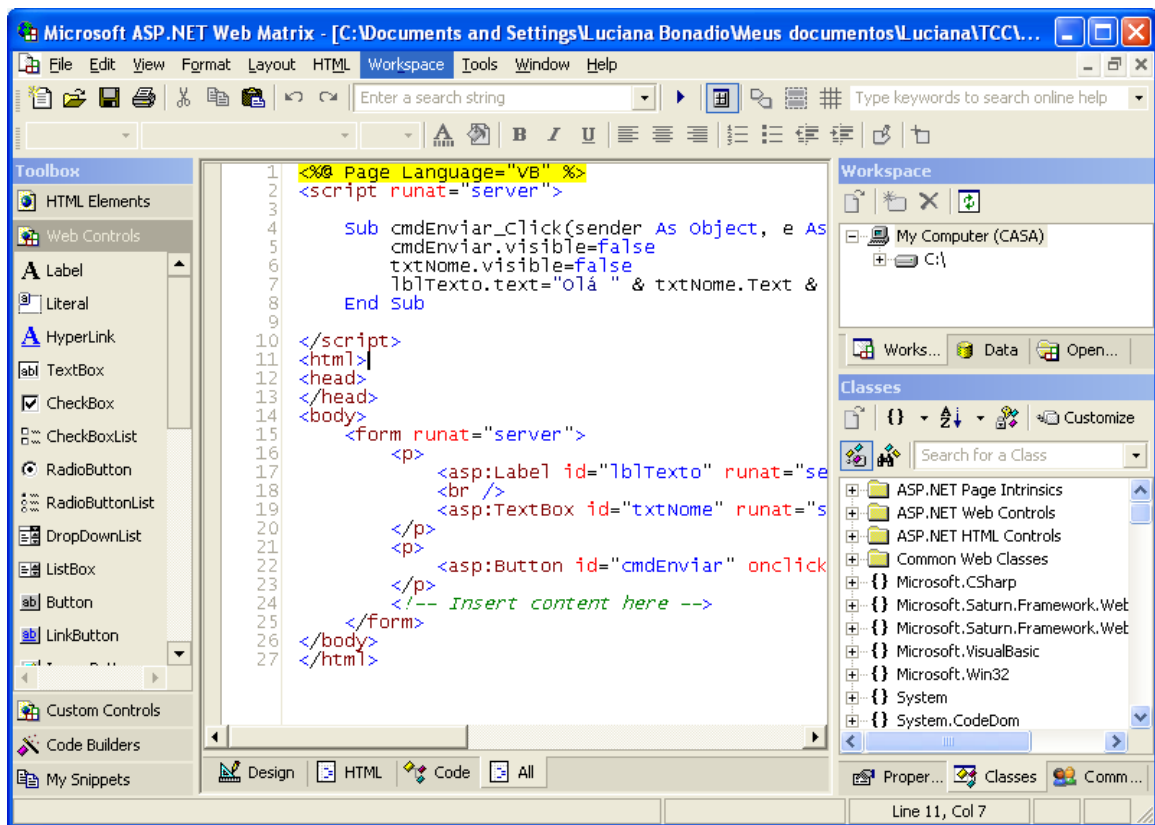 Microsoft ASP.NET Web Matrix - [C:\Documents and Settings\Luciana Bonadio\Meus documentos\Luciana\TCC\...
File Edit View Format Layout HTML Workspace Tools Window Help
Enter a search string
Type keywords to search online help
A B I U
Toolbox
HTML Elements
Web Controls
A Label
Literal
A HyperLink
abl TextBox
CheckBox
CheckBoxList
RadioButton
RadioButtonList
DropDownList
ListBox
ab Button
ab LinkButton
Custom Controls
Code Builders
My Snippets
1 <%@ Page Language="VB" %>
2 <script runat="server">
3
4 Sub cmdEnviar_Click(sender As Object, e As
5 cmdEnviar.visible=false
6 txtNome.visible=false
7 lblTexto.text="Olá " & txtNome.Text &
8 End Sub
9
10 </script>
11 <html>
12 <head>
13 </head>
14 <body>
15 <form runat="server">
16 <p>
17 <asp:Label id="lblTexto" runat="se
18 <br />
19 <asp:TextBox id="txtNome" runat="s
20 </p>
21 <p>
22 <asp:Button id="cmdEnviar" onclick
23 </p>
24 <!-- Insert content here -->
25 </form>
26 </body>
27 </html>
Design HTML Code All
Workspace
My Computer (CASA)
C:\
Works... Data Open...
Classes
{} AZ Customize
Search for a Class
ASP.NET Page Intrinsics
ASP.NET Web Controls
ASP.NET HTML Controls
Common Web Classes
{} Microsoft.CSharp
{} Microsoft.Saturn.Framework.Web
{} Microsoft.Saturn.Framework.Web
{} Microsoft.VisualBasic
{} Microsoft.Win32
{} System
{} System.CodeDom
Proper... Classes Comm...
Line 11, Col 7